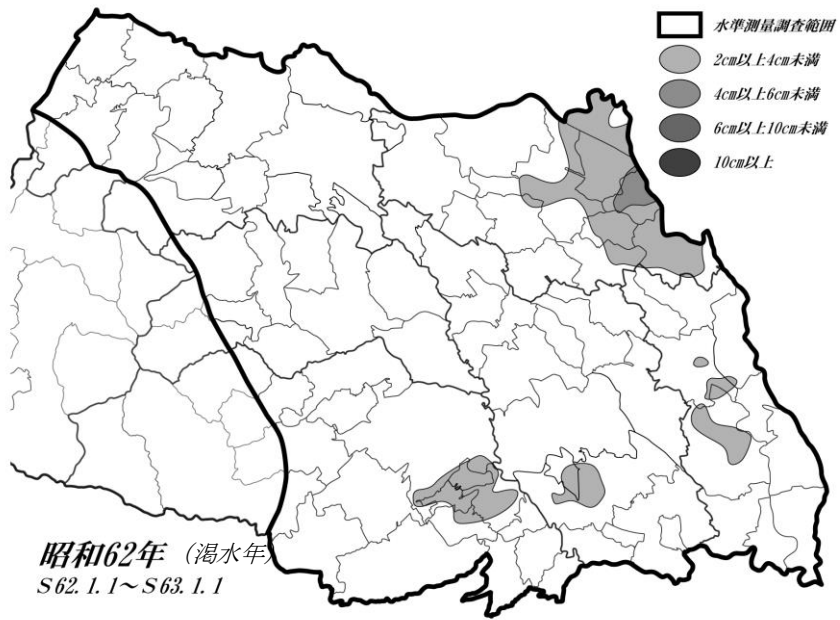 水準測量調査範囲
2cm以上4cm未満
4cm以上6cm未満
6cm以上10cm未満
10cm以上
昭和62年 (渇水年)
S62.1.1～S63.1.1